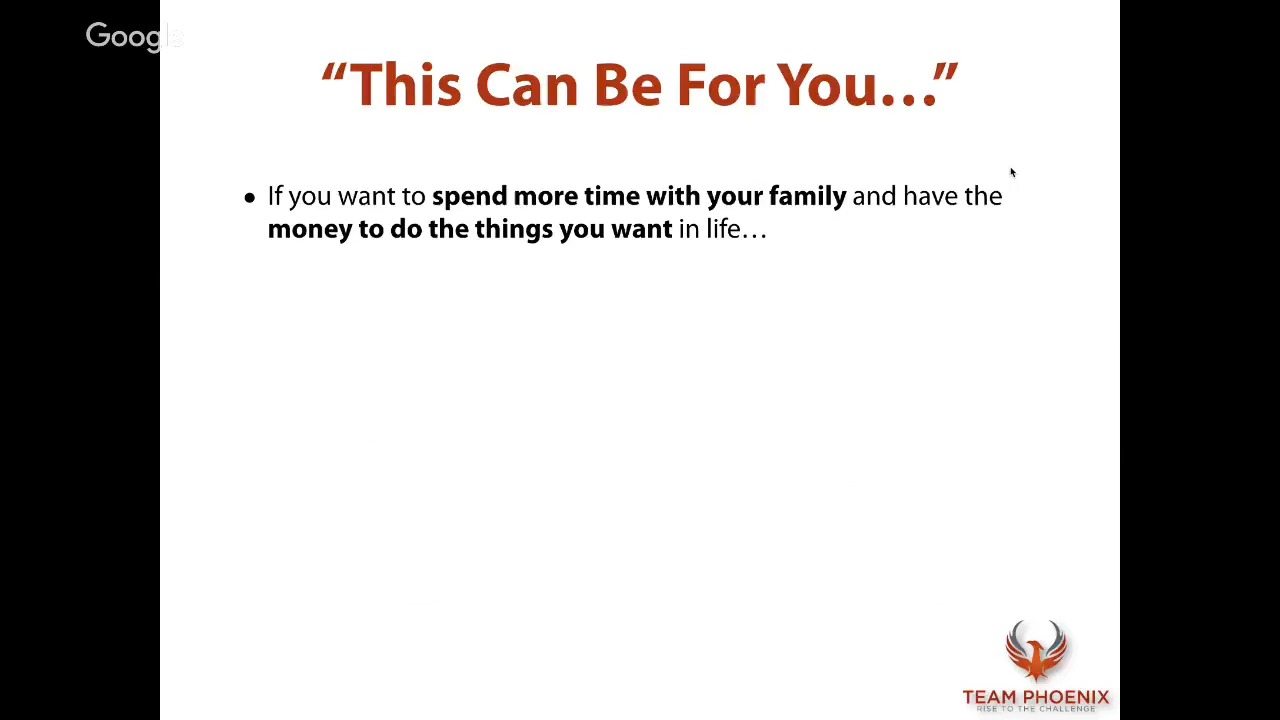 Google
“This Can Be For You…”
• If you want to spend more time with your family and have the
money to do the things you want in life…
TEAM PHOENIX
RISE TO THE CHALLENGE